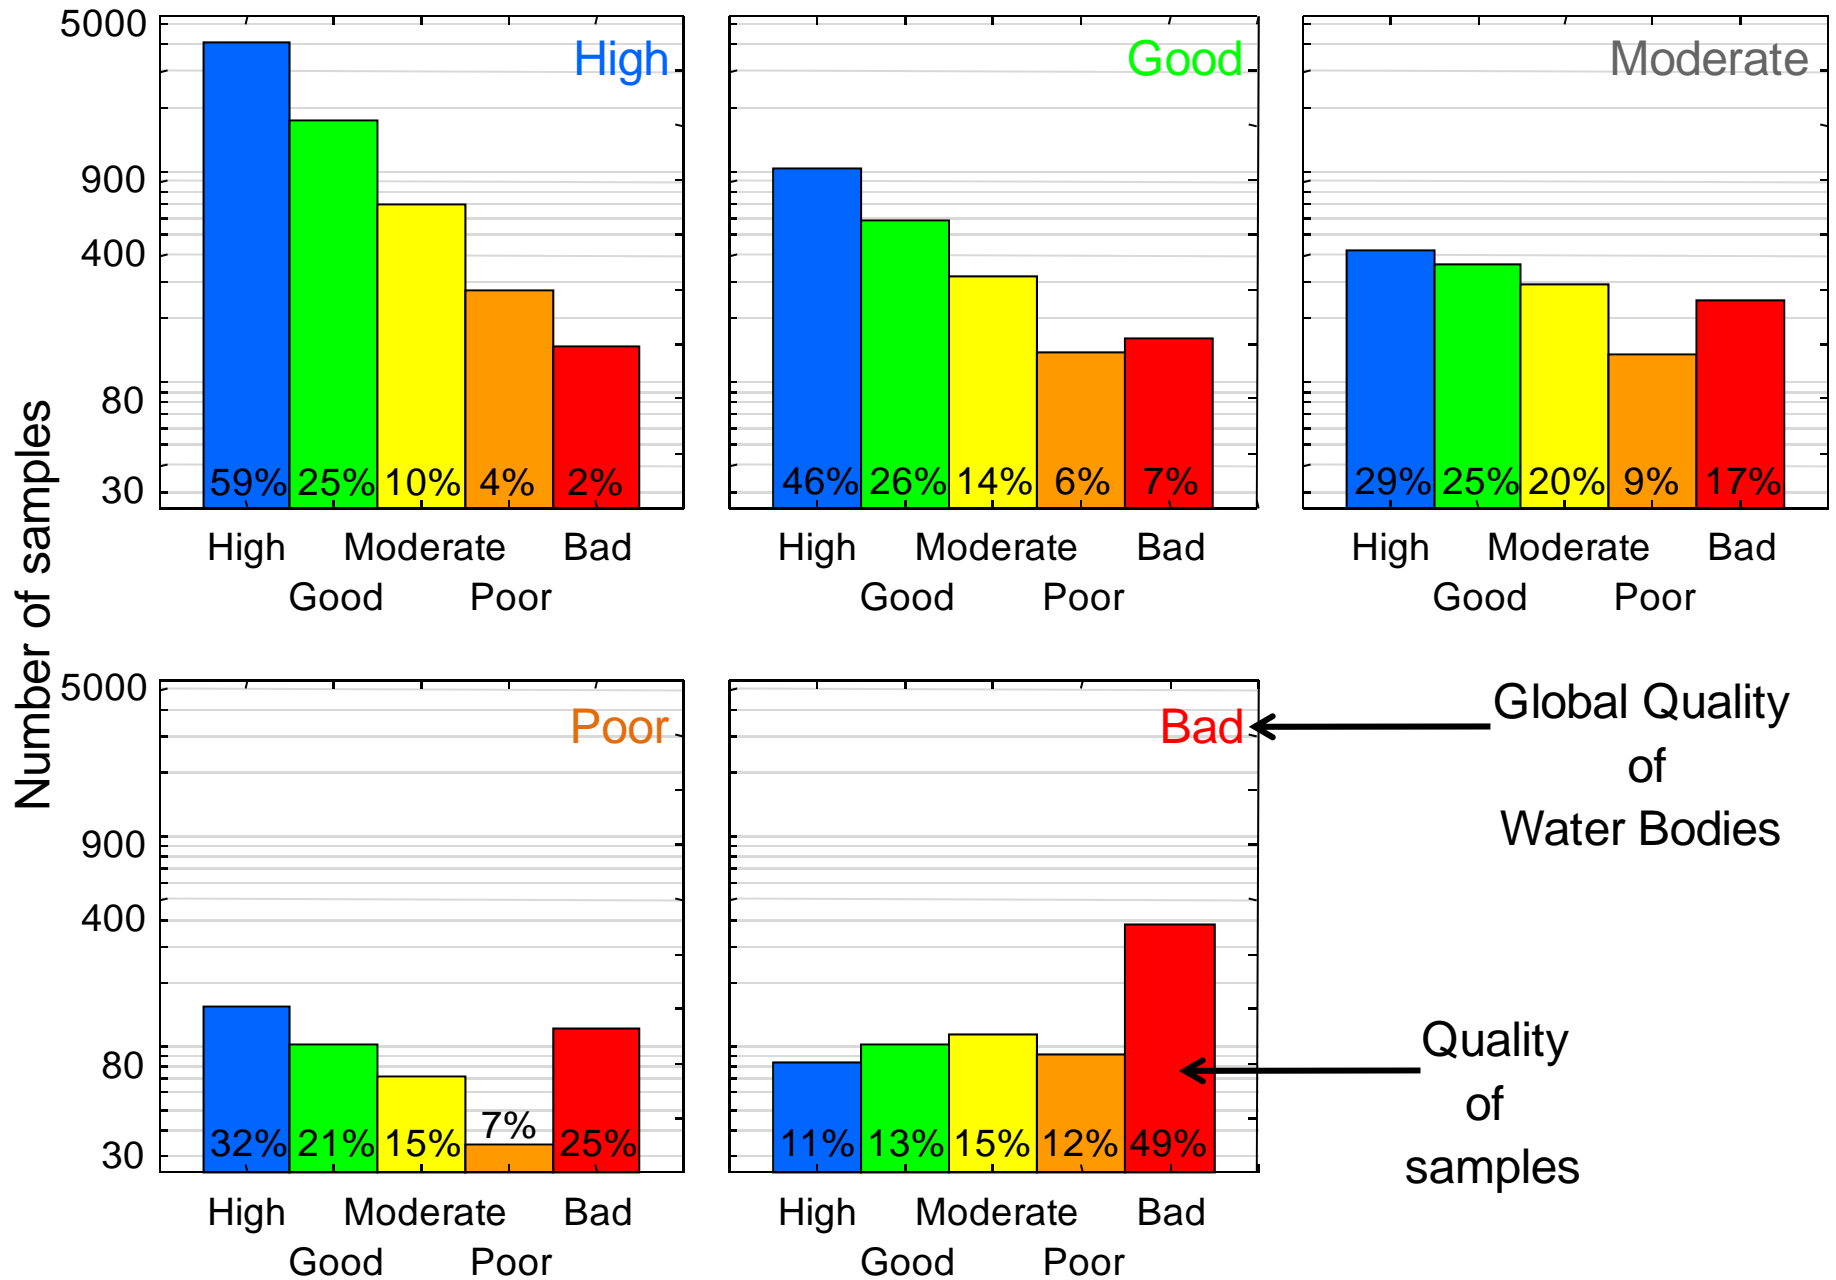 Number of samples
5000
900
400
80
30
High
59% 25% 10% 4% 2%
High Moderate Bad
Good Poor
Good
46% 26% 14% 6% 7%
High Moderate Bad
Good Poor
Moderate
29% 25% 20% 9% 17%
High Moderate Bad
Good Poor
5000
900
400
80
30
Poor
7%
32% 21% 15% 25%
High Moderate Bad
Good Poor
Bad
11% 13% 15% 12% 49%
High Moderate Bad
Good Poor
Global Quality
of
Water Bodies
Quality
of
samples